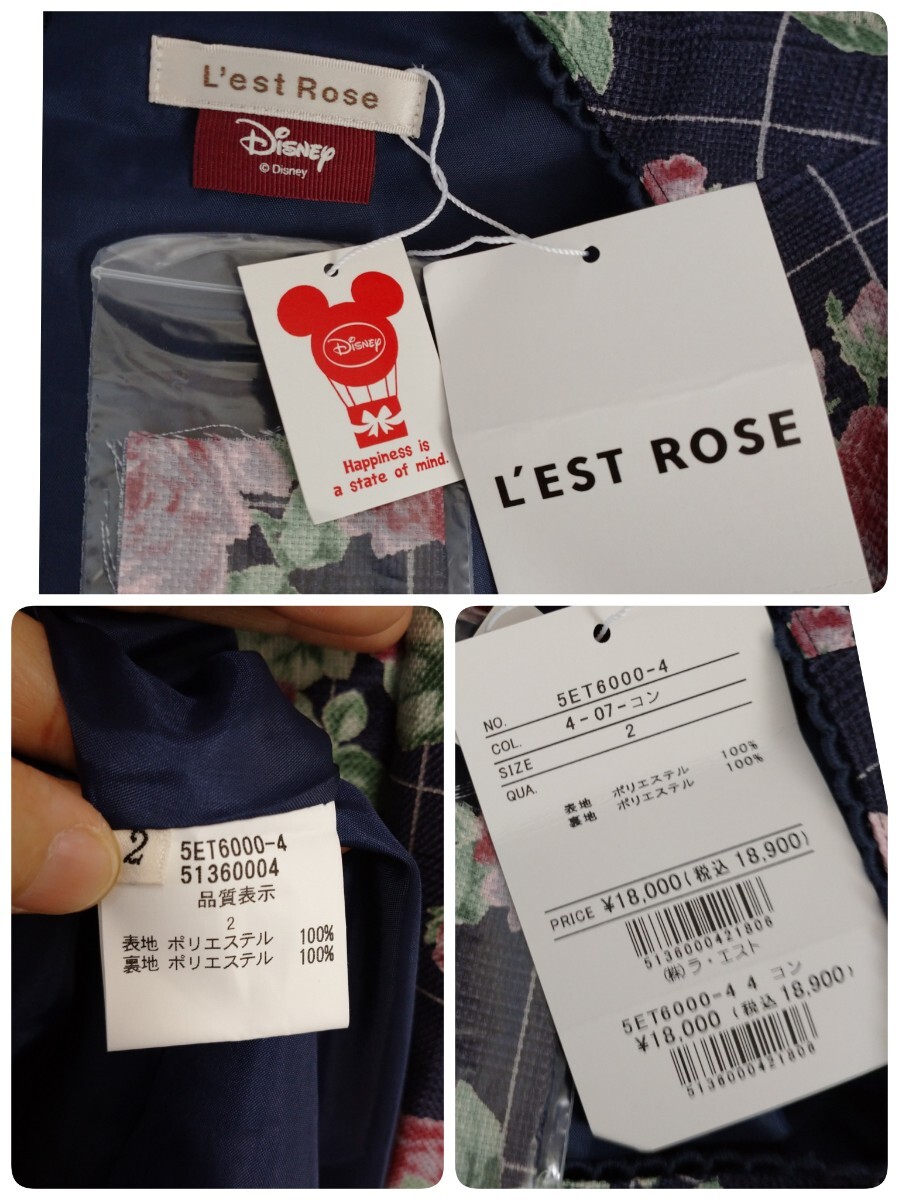 L'est Rose
Disney
© Disney
Disney
Happiness is
a state of mind.
L'EST ROSE
2
5ET6000-4
51360004
品質表示
2
表地 ポリエステル 100%
裏地 ポリエステル 100%
NO. 5ET6000-4
COL. 4-07-コン
SIZE 2
QUA.
表地 ポリエステル 100%
裏地 ポリエステル 100%
PRICE ¥18,000(税込 18,900)
5136000421806
㈱ラ・エスト
5ET6000-4 4 コン
¥18,000 (税込 18,900)
5136000421806